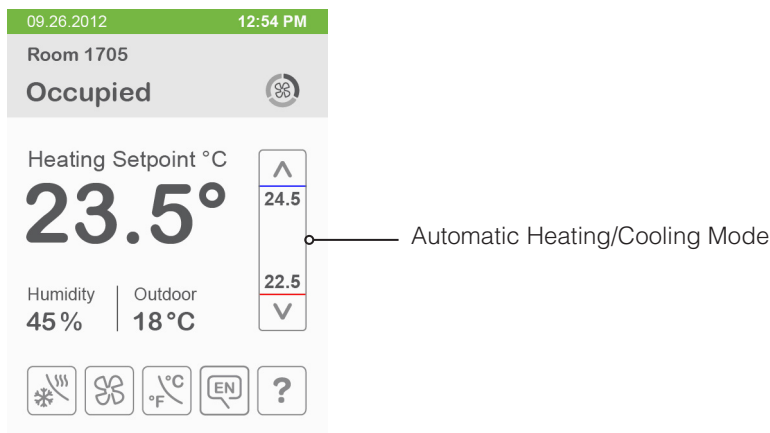 09.26.2012 12:54 PM
Room 1705
Occupied
Heating Setpoint °C
23.5°
24.5
Automatic Heating/Cooling Mode
22.5
Humidity Outdoor
45% 18°C
°F °C EN ?